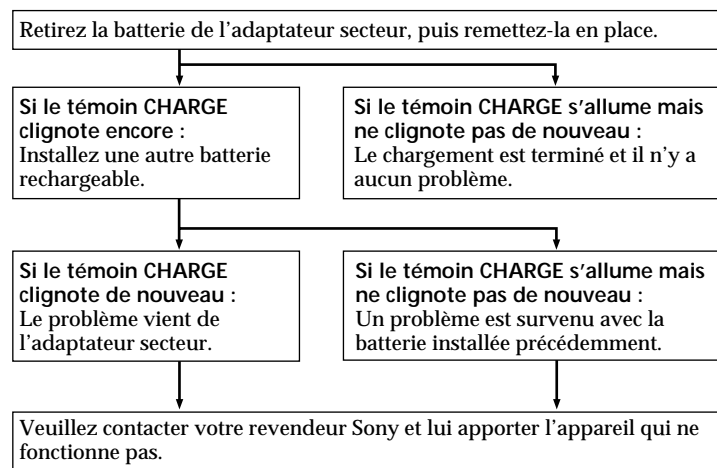 Retirez la batterie de l'adaptateur secteur, puis remettez-la en place.
Si le témoin CHARGE
clignote encore :
Installez une autre batterie
rechargeable.
Si le témoin CHARGE s'allume mais
ne clignote pas de nouveau :
Le chargement est terminé et il n'y a
aucun problème.
Si le témoin CHARGE
clignote de nouveau :
Le problème vient de
l'adaptateur secteur.
Si le témoin CHARGE s'allume mais
ne clignote pas de nouveau :
Un problème est survenu avec la
batterie installée précédemment.
Veuillez contacter votre revendeur Sony et lui apporter l'appareil qui ne
fonctionne pas.